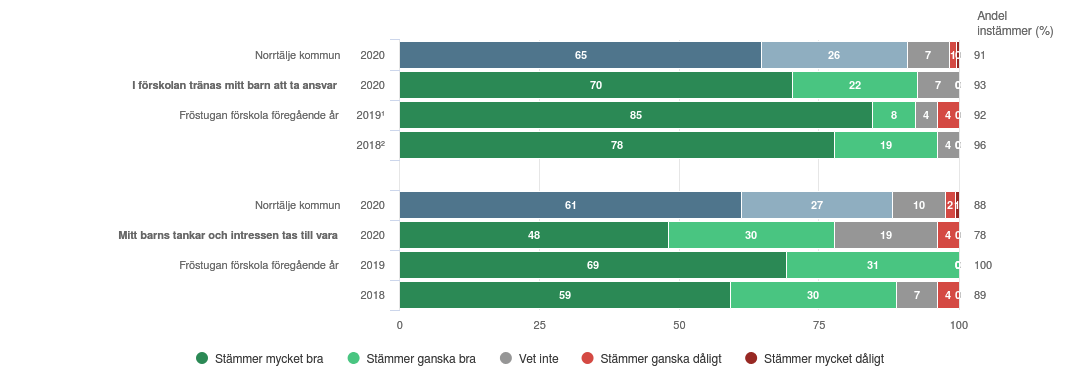 Andel
instämmer (%)
Norrtälje kommun 2020 65 26 7 1 0 91
I förskolan tränas mitt barn att ta ansvar 2020 70 22 7 0 93
Fröstugan förskola föregående år 2019¹ 85 8 4 4 0 92
2018² 78 19 4 0 96
Norrtälje kommun 2020 61 27 10 2 1 88
Mitt barns tankar och intressen tas till vara 2020 48 30 19 4 0 78
Fröstugan förskola föregående år 2019 69 31 0 100
2018 59 30 7 4 0 89
0 25 50 75 100
Stämmer mycket bra Stämmer ganska bra Vet inte Stämmer ganska dåligt Stämmer mycket dåligt